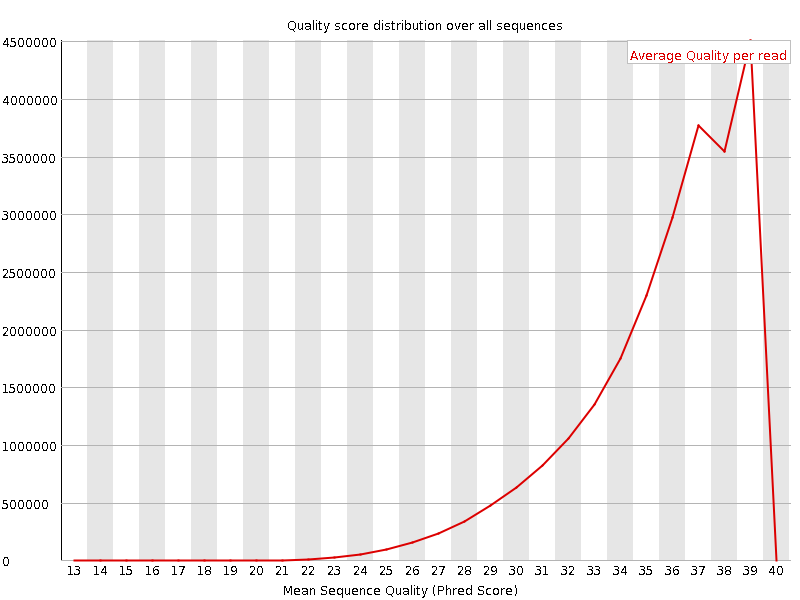 Quality score distribution over all sequences
Average Quality per read
4500000
4000000
3500000
3000000
2500000
2000000
1500000
1000000
500000
0
13 14 15 16 17 18 19 20 21 22 23 24 25 26 27 28 29 30 31 32 33 34 35 36 37 38 39 40
Mean Sequence Quality (Phred Score)